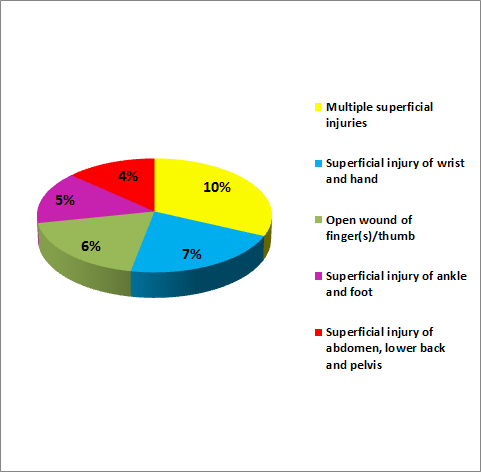 Multiple superficial
injuries
Superficial injury of wrist
and hand
Open wound of
finger(s)/thumb
Superficial injury of ankle
and foot
Superficial injury of
abdomen, lower back
and pelvis
10%
7%
6%
5%
4%